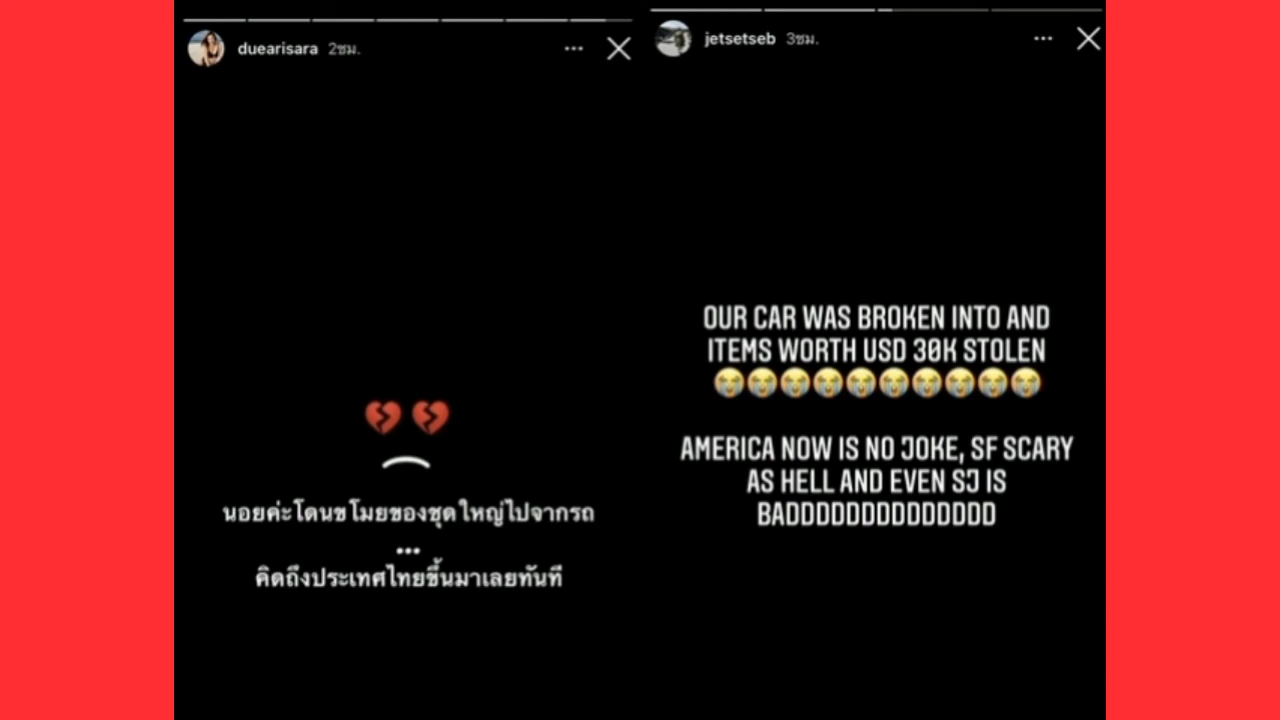 duearisara 2ชม.
💔 💔
นอยค่ะโดนขโมยของชุดใหญ่ไปจากรถ
...
คิดถึงประเทศไทยขึ้นมาเลยทันที
jetsetseb 3ชม.
OUR CAR WAS BROKEN INTO AND
ITEMS WORTH USD 30K STOLEN
😭😭😭😭😭😭😭😭😭😭
AMERICA NOW IS NO JOKE, SF SCARY
AS HELL AND EVEN SJ IS
BADDDDDDDDDDDDDD